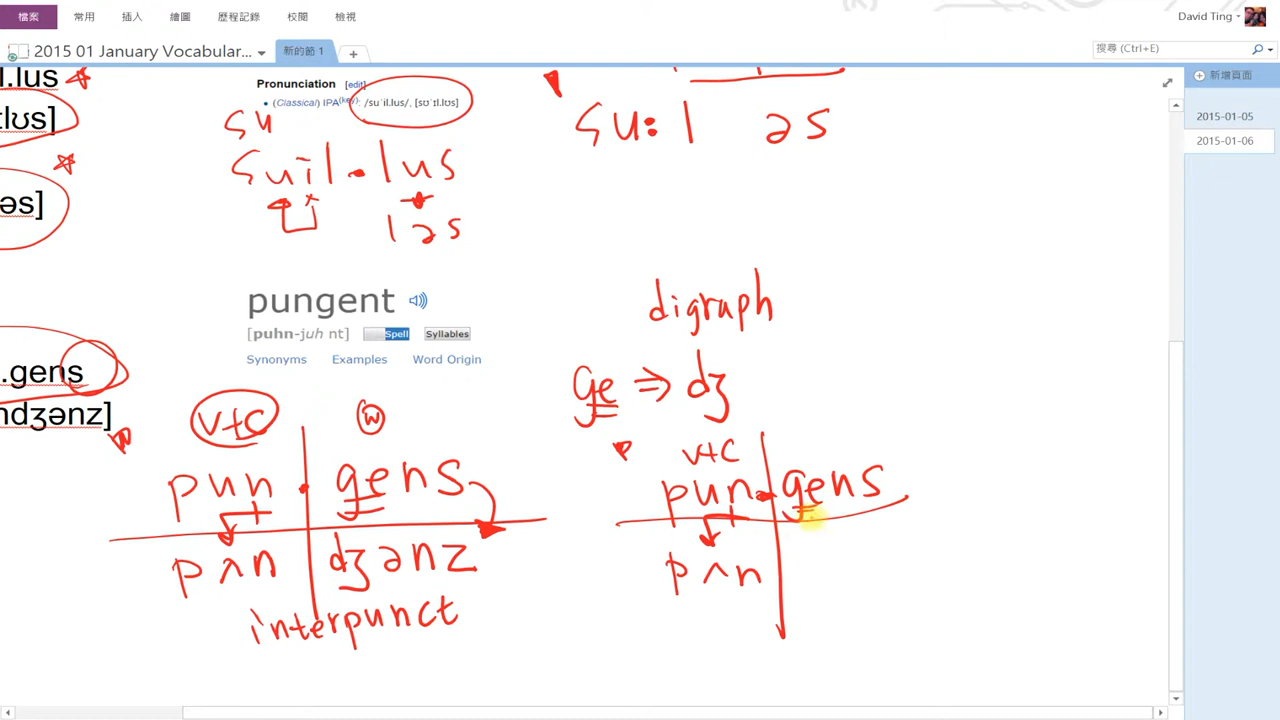 檔案 常用 插入 繪圖 歷程記錄 校閱 檢視 David Ting
2015 01 January Vocabular... 新的節 1 + 搜尋 (Ctrl+E)
新增頁面
2015-01-05
2015-01-06
l.lus
lʊs]
əs]
.gens
ndʒənz]
Pronunciation [edit]
(Classical) IPA(key): /suˈil.lus/, [sʊˈɪl.lʊs]
su
suil.lus
ləs
su:l əs
pungent
[puhn-juh nt] Spell Syllables
Synonyms Examples Word Origin
digraph
ge ⇒ dʒ
v+c
pun.gens
pʌn dʒənz
interpunct
v+c
pun.gens
pʌn